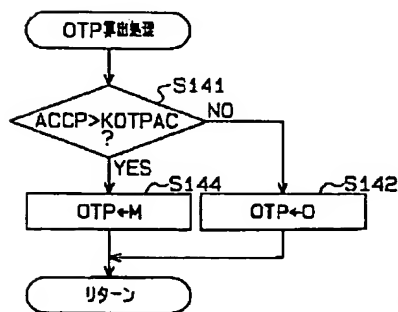 OTP算出処理
S141
ACCP>KOTPAC
?
NO
YES
S144
S142
OTP←M
OTP←0
リターン